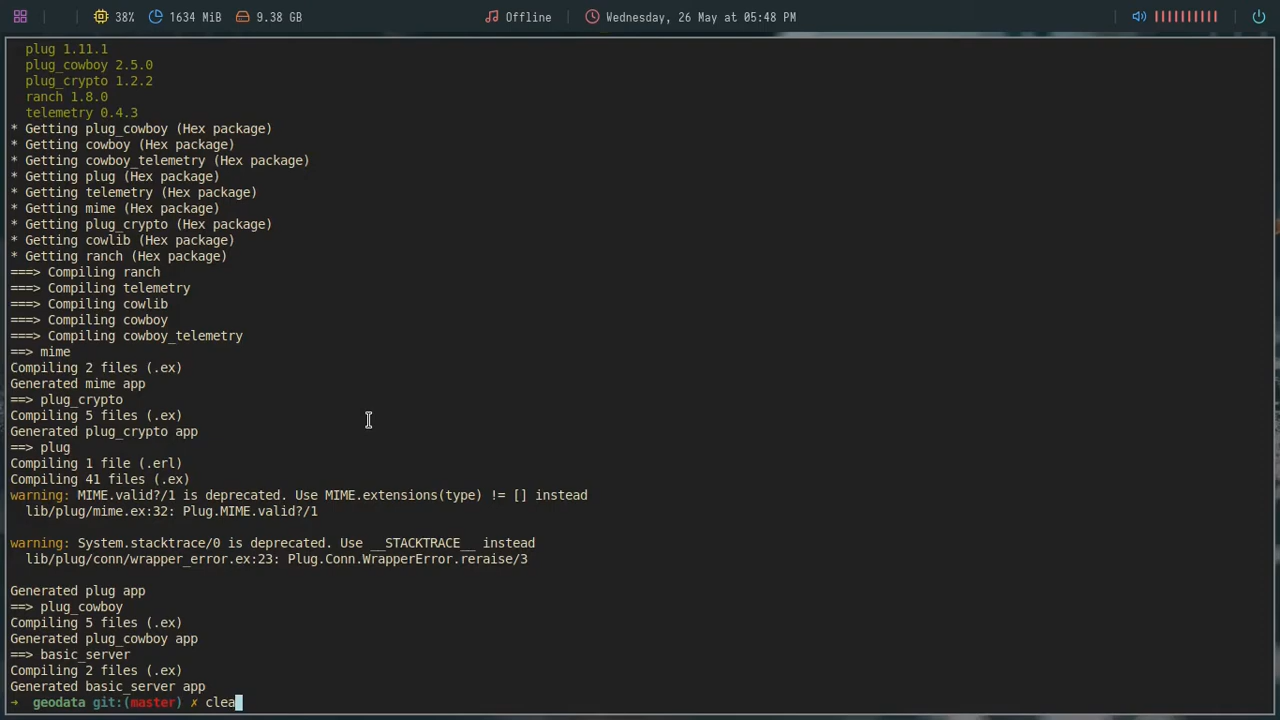 38% 1634 MiB 9.38 GB Offline Wednesday, 26 May at 05:48 PM
plug 1.11.1
plug_cowboy 2.5.0
plug_crypto 1.2.2
ranch 1.8.0
telemetry 0.4.3
* Getting plug_cowboy (Hex package)
* Getting cowboy (Hex package)
* Getting cowboy_telemetry (Hex package)
* Getting plug (Hex package)
* Getting telemetry (Hex package)
* Getting mime (Hex package)
* Getting plug_crypto (Hex package)
* Getting cowlib (Hex package)
* Getting ranch (Hex package)
===> Compiling ranch
===> Compiling telemetry
===> Compiling cowlib
===> Compiling cowboy
===> Compiling cowboy_telemetry
==> mime
Compiling 2 files (.ex)
Generated mime app
==> plug_crypto
Compiling 5 files (.ex)
Generated plug_crypto app
==> plug
Compiling 1 file (.erl)
Compiling 41 files (.ex)
warning: MIME.valid?/1 is deprecated. Use MIME.extensions(type) != [] instead
lib/plug/mime.ex:32: Plug.MIME.valid?/1
warning: System.stacktrace/0 is deprecated. Use __STACKTRACE__ instead
lib/plug/conn/wrapper_error.ex:23: Plug.Conn.WrapperError.reraise/3
Generated plug app
==> plug_cowboy
Compiling 5 files (.ex)
Generated plug_cowboy app
==> basic_server
Compiling 2 files (.ex)
Generated basic_server app
→ geodata git:(master) ✗ clea